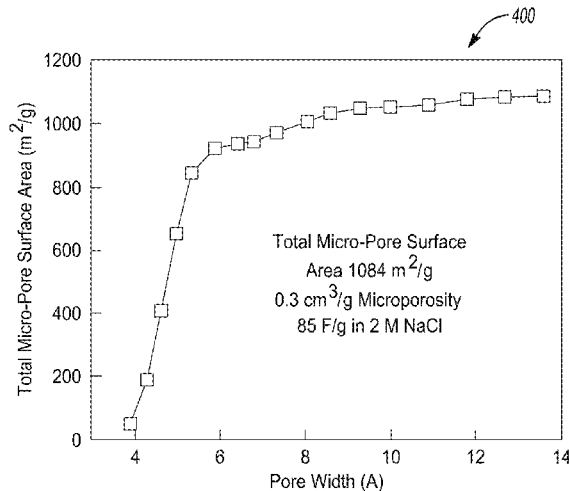 400
Total Micro-Pore Surface Area (m²/g)
1200
1000
800
600
400
200
0
Total Micro-Pore Surface
Area 1084 m²/g
0.3 cm³/g Microporosity
85 F/g in 2 M NaCl
4 6 8 10 12 14
Pore Width (A)